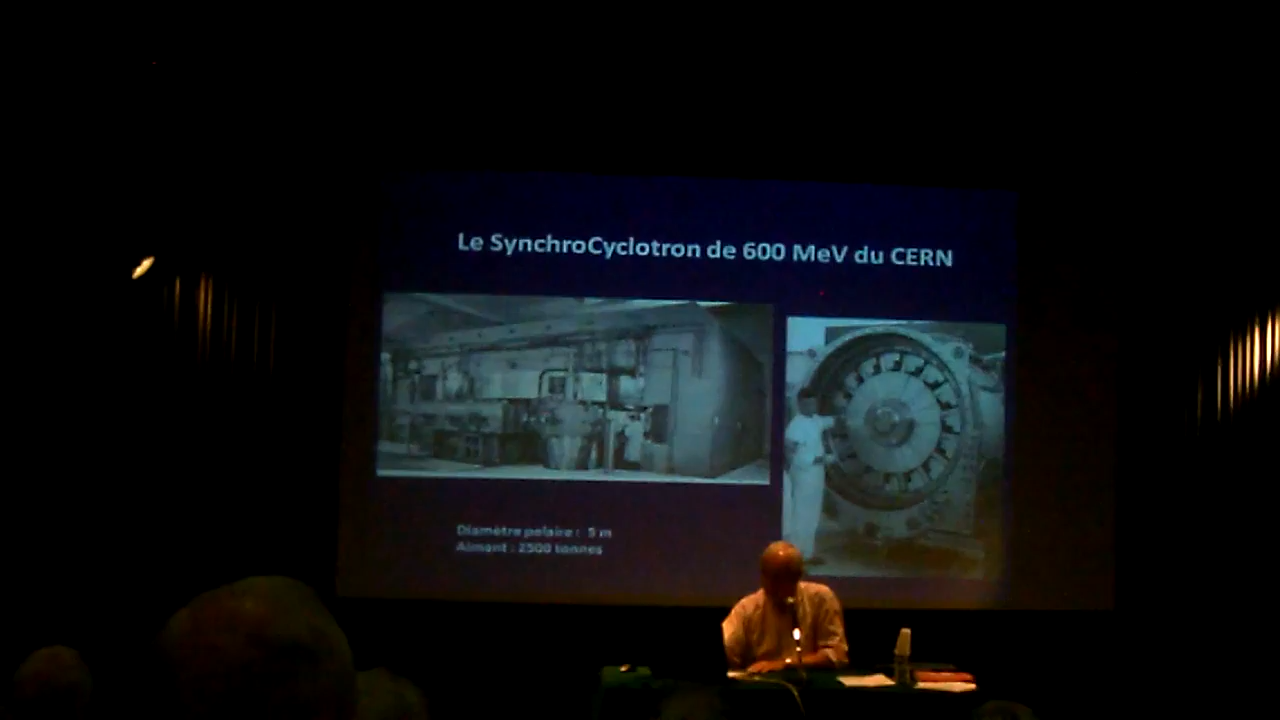 Le SynchroCyclotron de 600 MeV du CERN
Diamètre polaire : 5 m
Aimant : 2500 tonnes